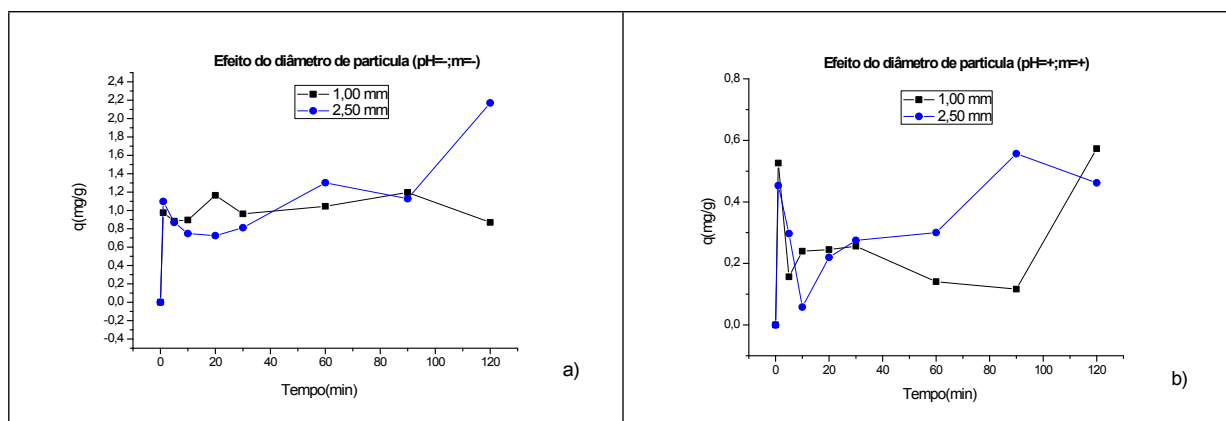 Efeito do diâmetro de particula (pH=-;m=-)
2,4
2,2
2,0
1,8
1,6
1,4
1,2
1,0
0,8
0,6
0,4
0,2
0,0
-0,2
-0,4
q(mg/g)
1,00 mm
2,50 mm
0
20
40
60
80
100
120
Tempo(min)
a)
Efeito do diâmetro de particula (pH=+;m=+)
0,8
0,6
0,4
0,2
0,0
q(mg/g)
1,00 mm
2,50 mm
0
20
40
60
80
100
120
Tempo(min)
b)